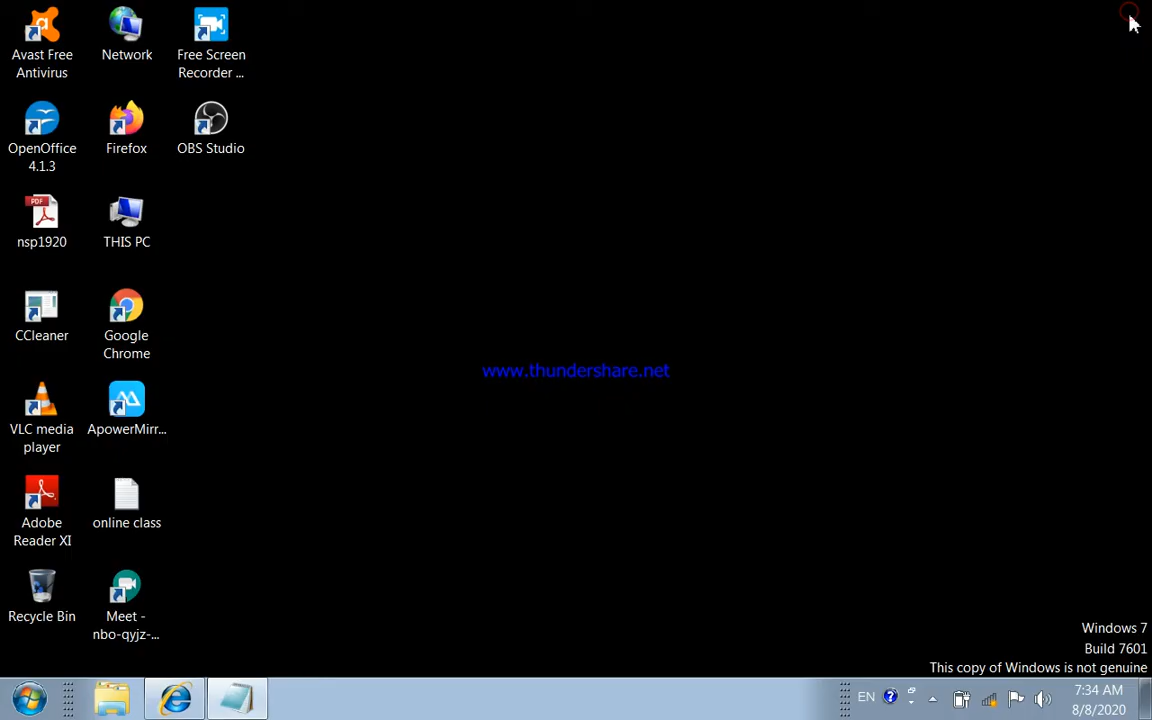 Avast Free
Antivirus
Network
Free Screen
Recorder ...
OpenOffice
4.1.3
Firefox
OBS Studio
PDF
nsp1920
THIS PC
CCleaner
Google
Chrome
www.thundershare.net
VLC media
player
ApowerMirr...
Adobe
Reader XI
online class
Recycle Bin
Meet -
nbo-qyjz-...
Windows 7
Build 7601
This copy of Windows is not genuine
EN
7:34 AM
8/8/2020